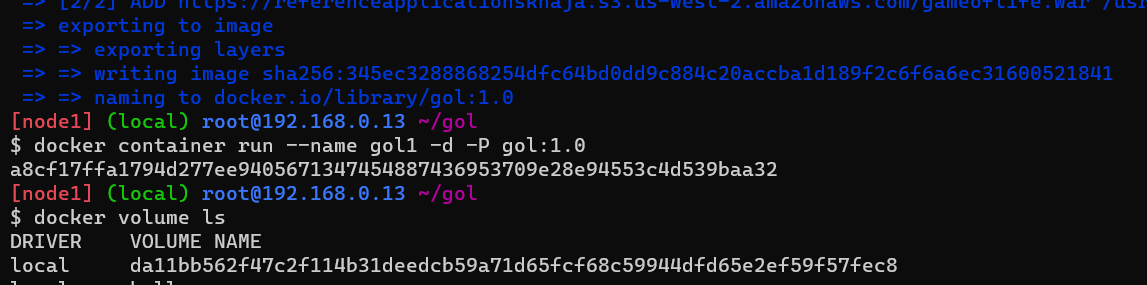 => [2/2] ADD https://referenceapplicationskhaja.s3.us-west-2.amazonaws.com/gameoflife.war /usr
=> exporting to image
=> => exporting layers
=> => writing image sha256:345ec3288868254dfc64bd0dd9c884c20accba1d189f2c6f6a6ec31600521841
=> => naming to docker.io/library/gol:1.0
[node1] (local) root@192.168.0.13 ~/gol
$ docker container run --name gol1 -d -P gol:1.0
a8cf17ffa1794d277ee9405671347454887436953709e28e94553c4d539baa32
[node1] (local) root@192.168.0.13 ~/gol
$ docker volume ls
DRIVER    VOLUME NAME
local     da11bb562f47c2f114b31deedcb59a71d65fcf68c59944dfd65e2ef59f57fec8